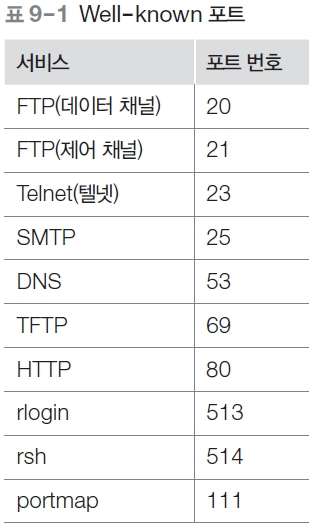 표 9-1 Well-known 포트
서비스 포트 번호
FTP(데이터 채널) 20
FTP(제어 채널) 21
Telnet(텔넷) 23
SMTP 25
DNS 53
TFTP 69
HTTP 80
rlogin 513
rsh 514
portmap 111